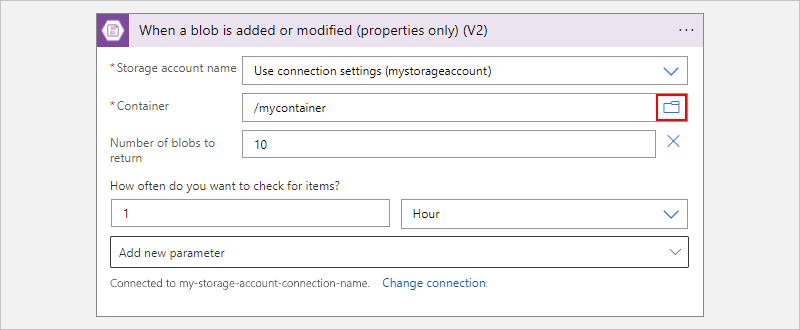 When a blob is added or modified (properties only) (V2)
* Storage account name
Use connection settings (mystorageaccount)
* Container
/mycontainer
Number of blobs to
return
10
How often do you want to check for items?
1
Hour
Add new parameter
Connected to my-storage-account-connection-name. Change connection.